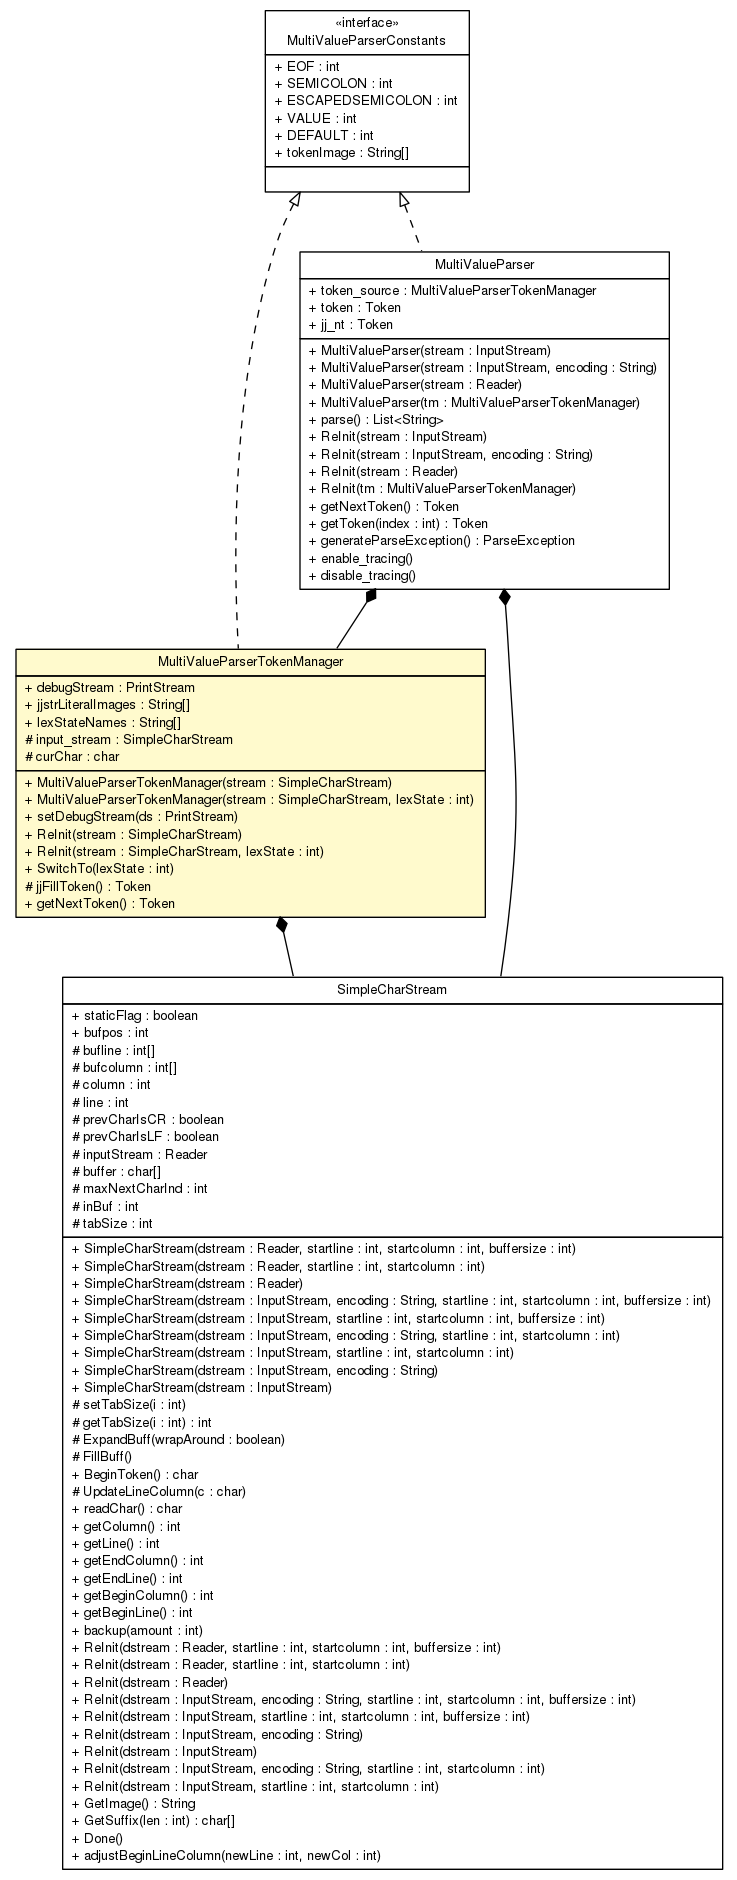 «interface»
MultiValueParserConstants
+ EOF : int
+ SEMICOLON : int
+ ESCAPEDSEMICOLON : int
+ VALUE : int
+ DEFAULT : int
+ tokenImage : String[]
MultiValueParser
+ token_source : MultiValueParserTokenManager
+ token : Token
+ jj_nt : Token
+ MultiValueParser(stream : InputStream)
+ MultiValueParser(stream : InputStream, encoding : String)
+ MultiValueParser(stream : Reader)
+ MultiValueParser(tm : MultiValueParserTokenManager)
+ parse() : List<String>
+ ReInit(stream : InputStream)
+ ReInit(stream : InputStream, encoding : String)
+ ReInit(stream : Reader)
+ ReInit(tm : MultiValueParserTokenManager)
+ getNextToken() : Token
+ getToken(index : int) : Token
+ generateParseException() : ParseException
+ enable_tracing()
+ disable_tracing()
MultiValueParserTokenManager
+ debugStream : PrintStream
+ jjstrLiteralImages : String[]
+ lexStateNames : String[]
# input_stream : SimpleCharStream
# curChar : char
+ MultiValueParserTokenManager(stream : SimpleCharStream)
+ MultiValueParserTokenManager(stream : SimpleCharStream, lexState : int)
+ setDebugStream(ds : PrintStream)
+ ReInit(stream : SimpleCharStream)
+ ReInit(stream : SimpleCharStream, lexState : int)
+ SwitchTo(lexState : int)
# jjFillToken() : Token
+ getNextToken() : Token
SimpleCharStream
+ staticFlag : boolean
+ bufpos : int
# bufline : int[]
# bufcolumn : int[]
# column : int
# line : int
# prevCharIsCR : boolean
# prevCharIsLF : boolean
# inputStream : Reader
# buffer : char[]
# maxNextCharInd : int
# inBuf : int
# tabSize : int
+ SimpleCharStream(dstream : Reader, startline : int, startcolumn : int, buffersize : int)
+ SimpleCharStream(dstream : Reader, startline : int, startcolumn : int)
+ SimpleCharStream(dstream : Reader)
+ SimpleCharStream(dstream : InputStream, encoding : String, startline : int, startcolumn : int, buffersize : int)
+ SimpleCharStream(dstream : InputStream, startline : int, startcolumn : int, buffersize : int)
+ SimpleCharStream(dstream : InputStream, encoding : String, startline : int, startcolumn : int)
+ SimpleCharStream(dstream : InputStream, startline : int, startcolumn : int)
+ SimpleCharStream(dstream : InputStream, encoding : String)
+ SimpleCharStream(dstream : InputStream)
# setTabSize(i : int)
# getTabSize(i : int) : int
# ExpandBuff(wrapAround : boolean)
# FillBuff()
+ BeginToken() : char
# UpdateLineColumn(c : char)
+ readChar() : char
+ getColumn() : int
+ getLine() : int
+ getEndColumn() : int
+ getEndLine() : int
+ getBeginColumn() : int
+ getBeginLine() : int
+ backup(amount : int)
+ ReInit(dstream : Reader, startline : int, startcolumn : int, buffersize : int)
+ ReInit(dstream : Reader, startline : int, startcolumn : int)
+ ReInit(dstream : Reader)
+ ReInit(dstream : InputStream, encoding : String, startline : int, startcolumn : int, buffersize : int)
+ ReInit(dstream : InputStream, startline : int, startcolumn : int, buffersize : int)
+ ReInit(dstream : InputStream, encoding : String)
+ ReInit(dstream : InputStream)
+ ReInit(dstream : InputStream, encoding : String, startline : int, startcolumn : int)
+ ReInit(dstream : InputStream, startline : int, startcolumn : int)
+ GetImage() : String
+ GetSuffix(len : int) : char[]
+ Done()
+ adjustBeginLineColumn(newLine : int, newCol : int)